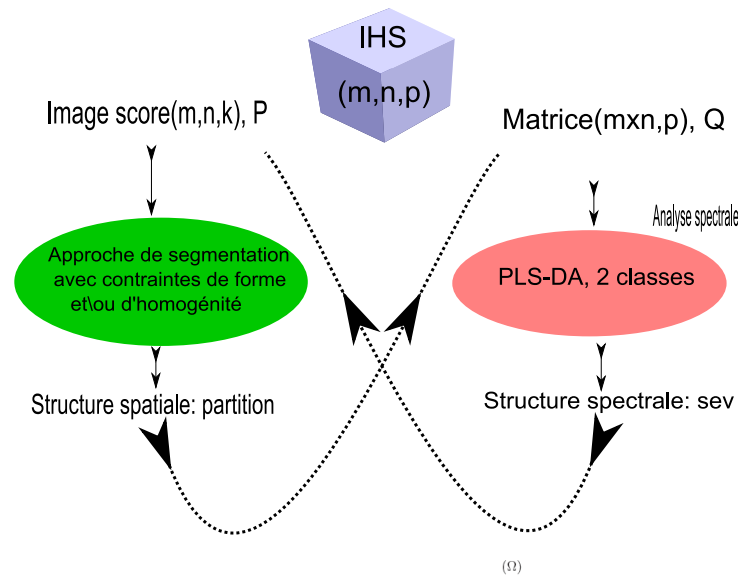 IHS
(m,n,p)
Image score(m,n,k), P
Matrice(mxn,p), Q
Analyse spectrale
Approche de segmentation
avec contraintes de forme
et\ou d'homogénité
PLS-DA, 2 classes
Structure spatiale: partition
Structure spectrale: sev
(Ω)